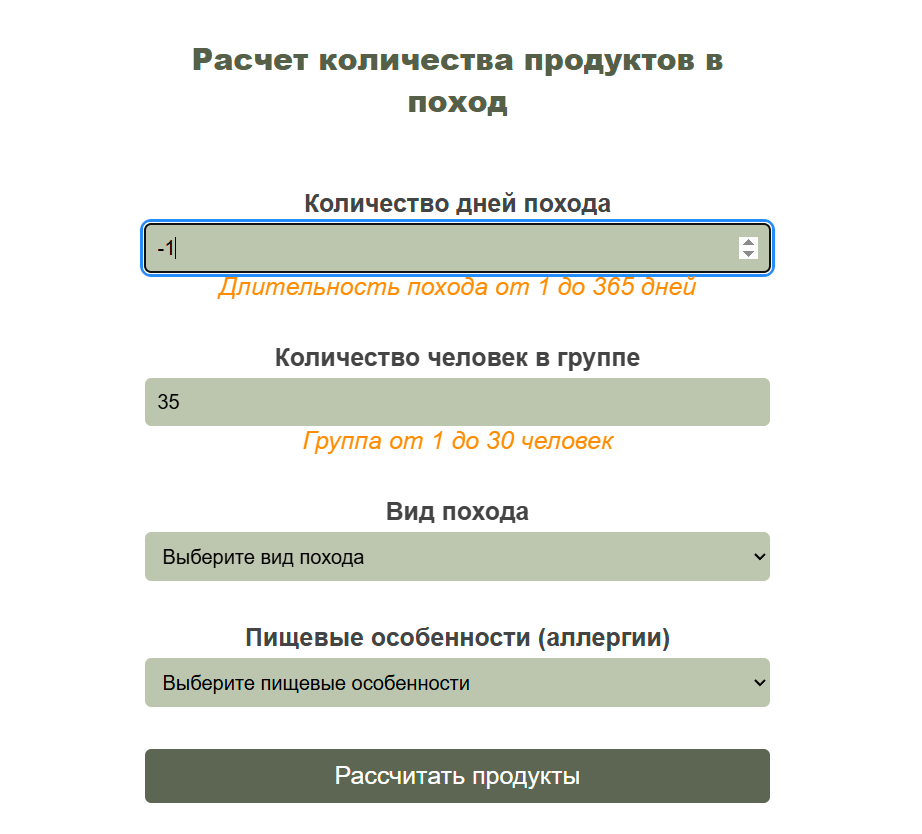 Расчет количества продуктов в
поход
Количество дней похода
-1
Длительность похода от 1 до 365 дней
Количество человек в группе
35
Группа от 1 до 30 человек
Вид похода
Выберите вид похода
Пищевые особенности (аллергии)
Выберите пищевые особенности
Рассчитать продукты